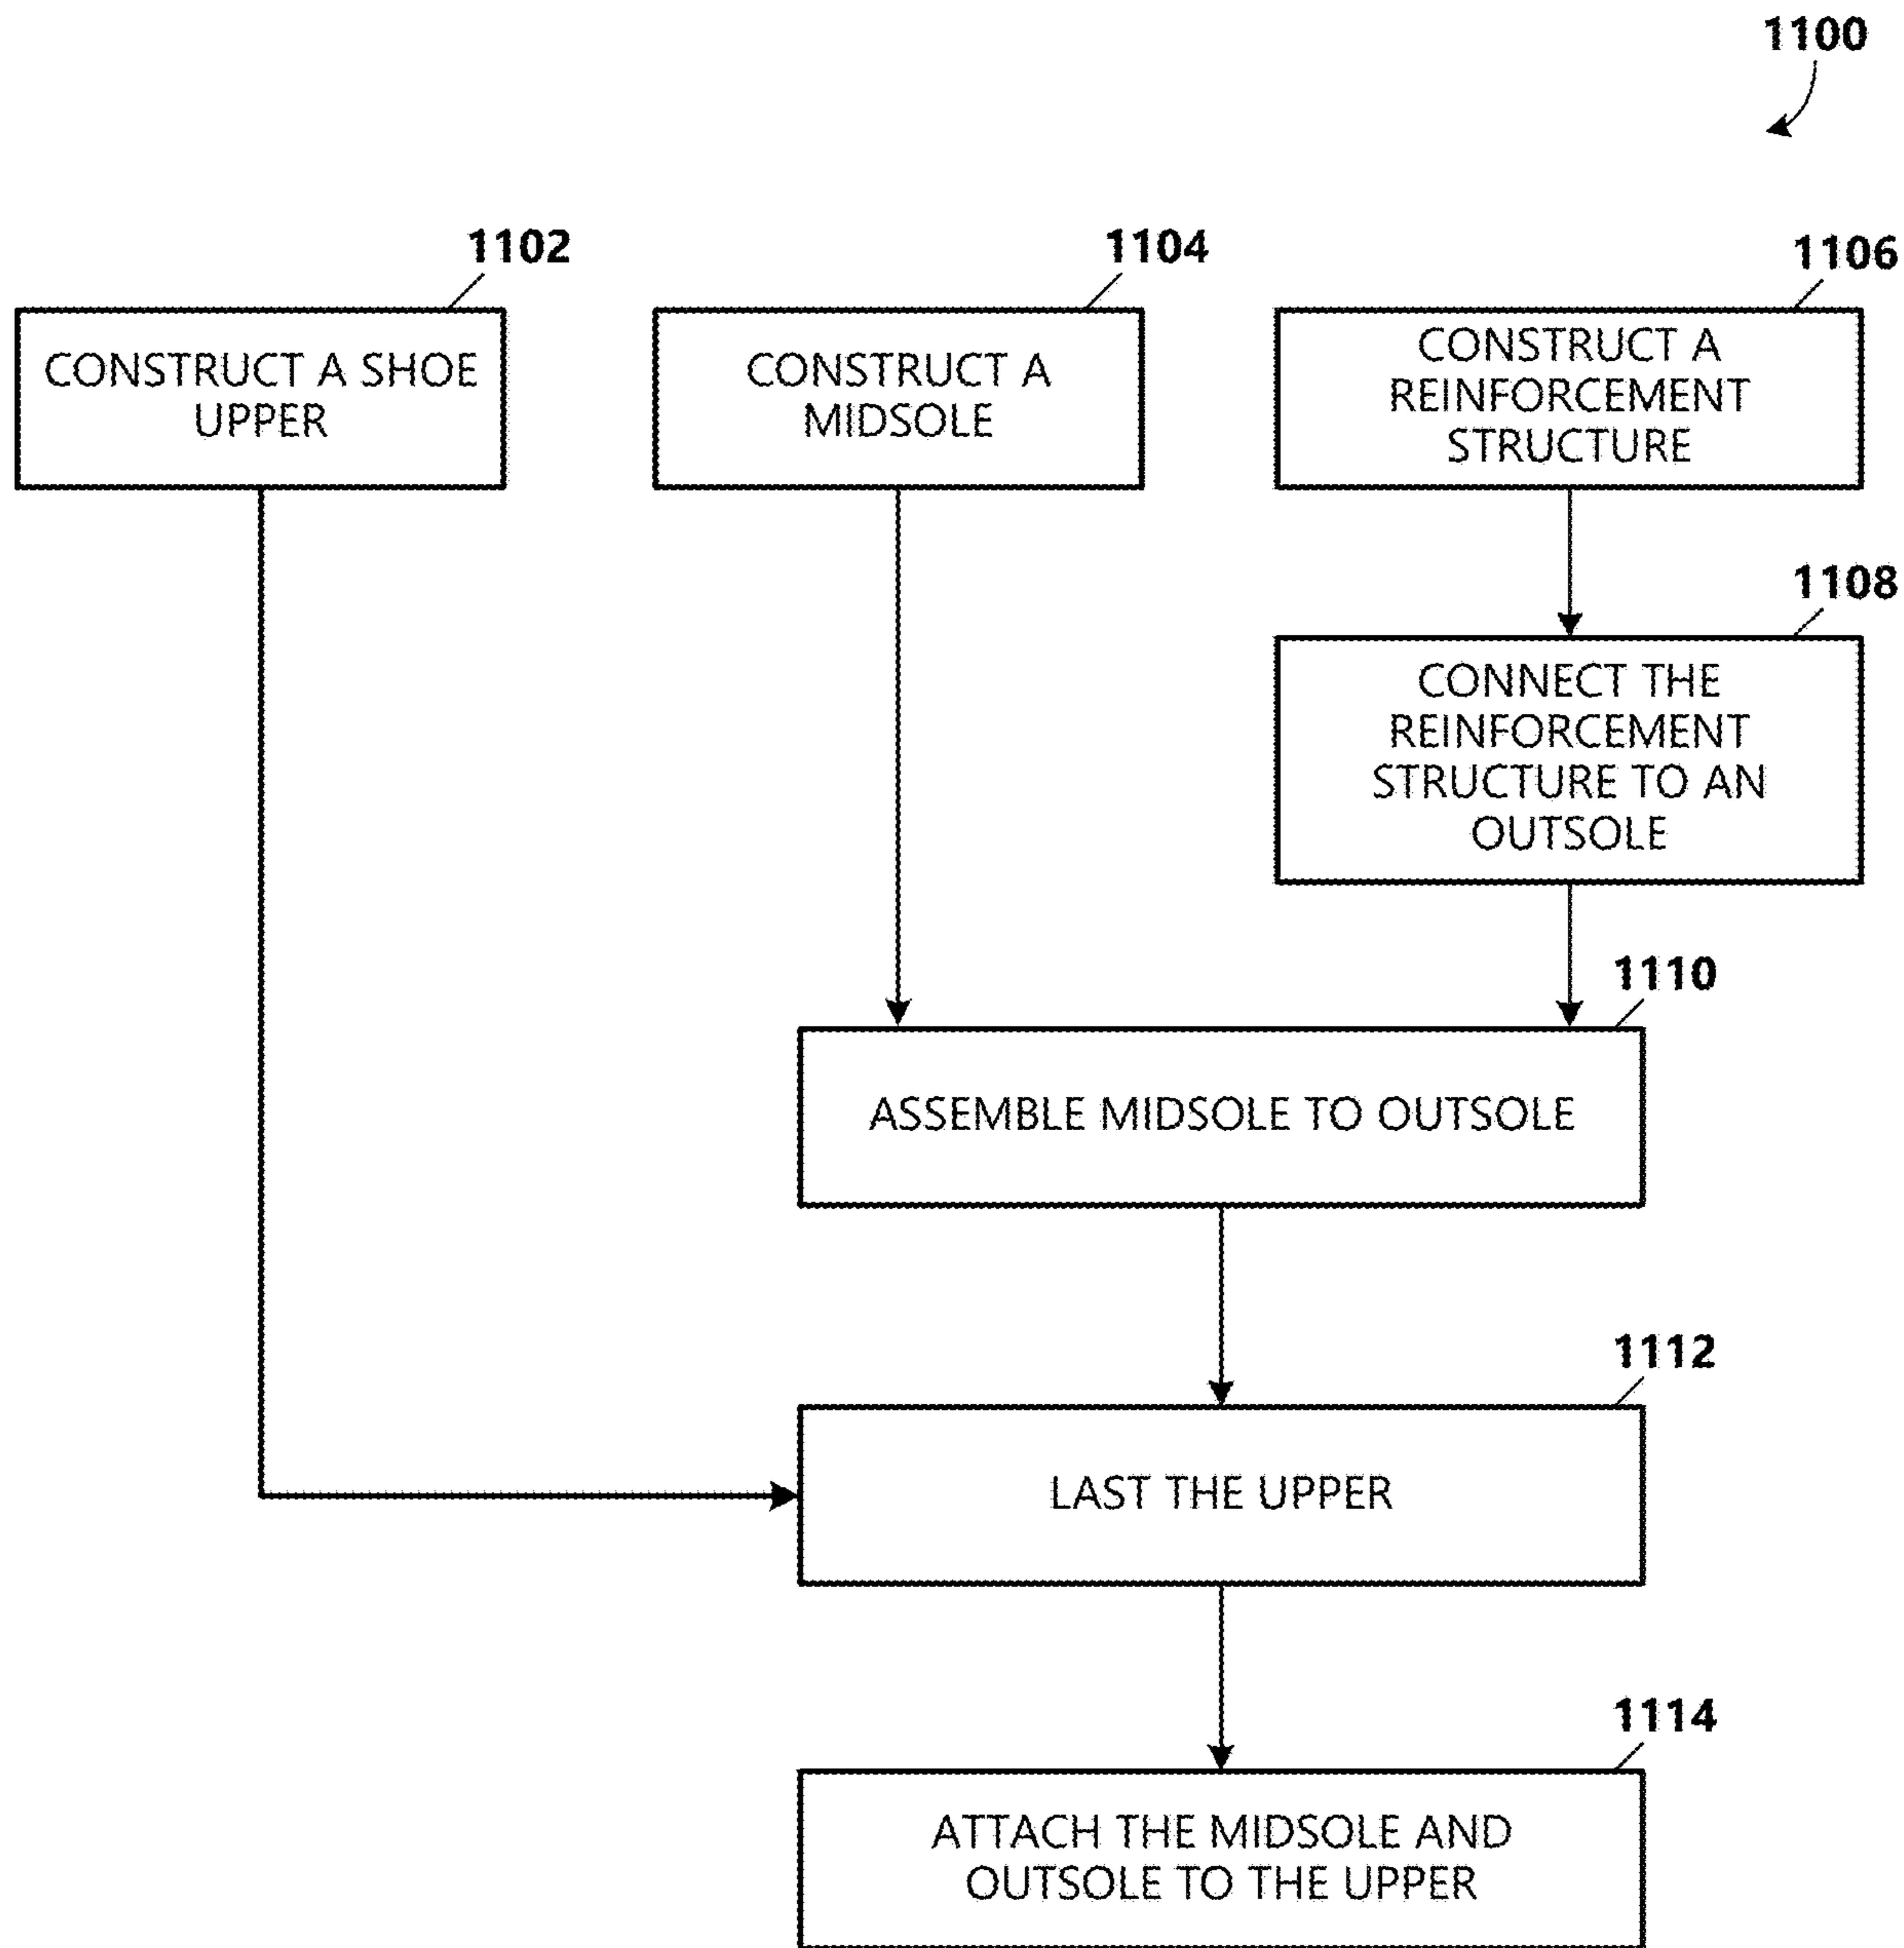 1100
1102
CONSTRUCT A SHOE
UPPER
1104
CONSTRUCT A
MIDSOLE
1106
CONSTRUCT A
REINFORCEMENT
STRUCTURE
1108
CONNECT THE
REINFORCEMENT
STRUCTURE TO AN
OUTSOLE
1110
ASSEMBLE MIDSOLE TO OUTSOLE
1112
LAST THE UPPER
1114
ATTACH THE MIDSOLE AND
OUTSOLE TO THE UPPER